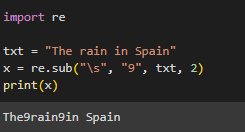 import re
txt = "The rain in Spain"
x = re.sub("\s", "9", txt, 2)
print(x)
The9rain9in Spain